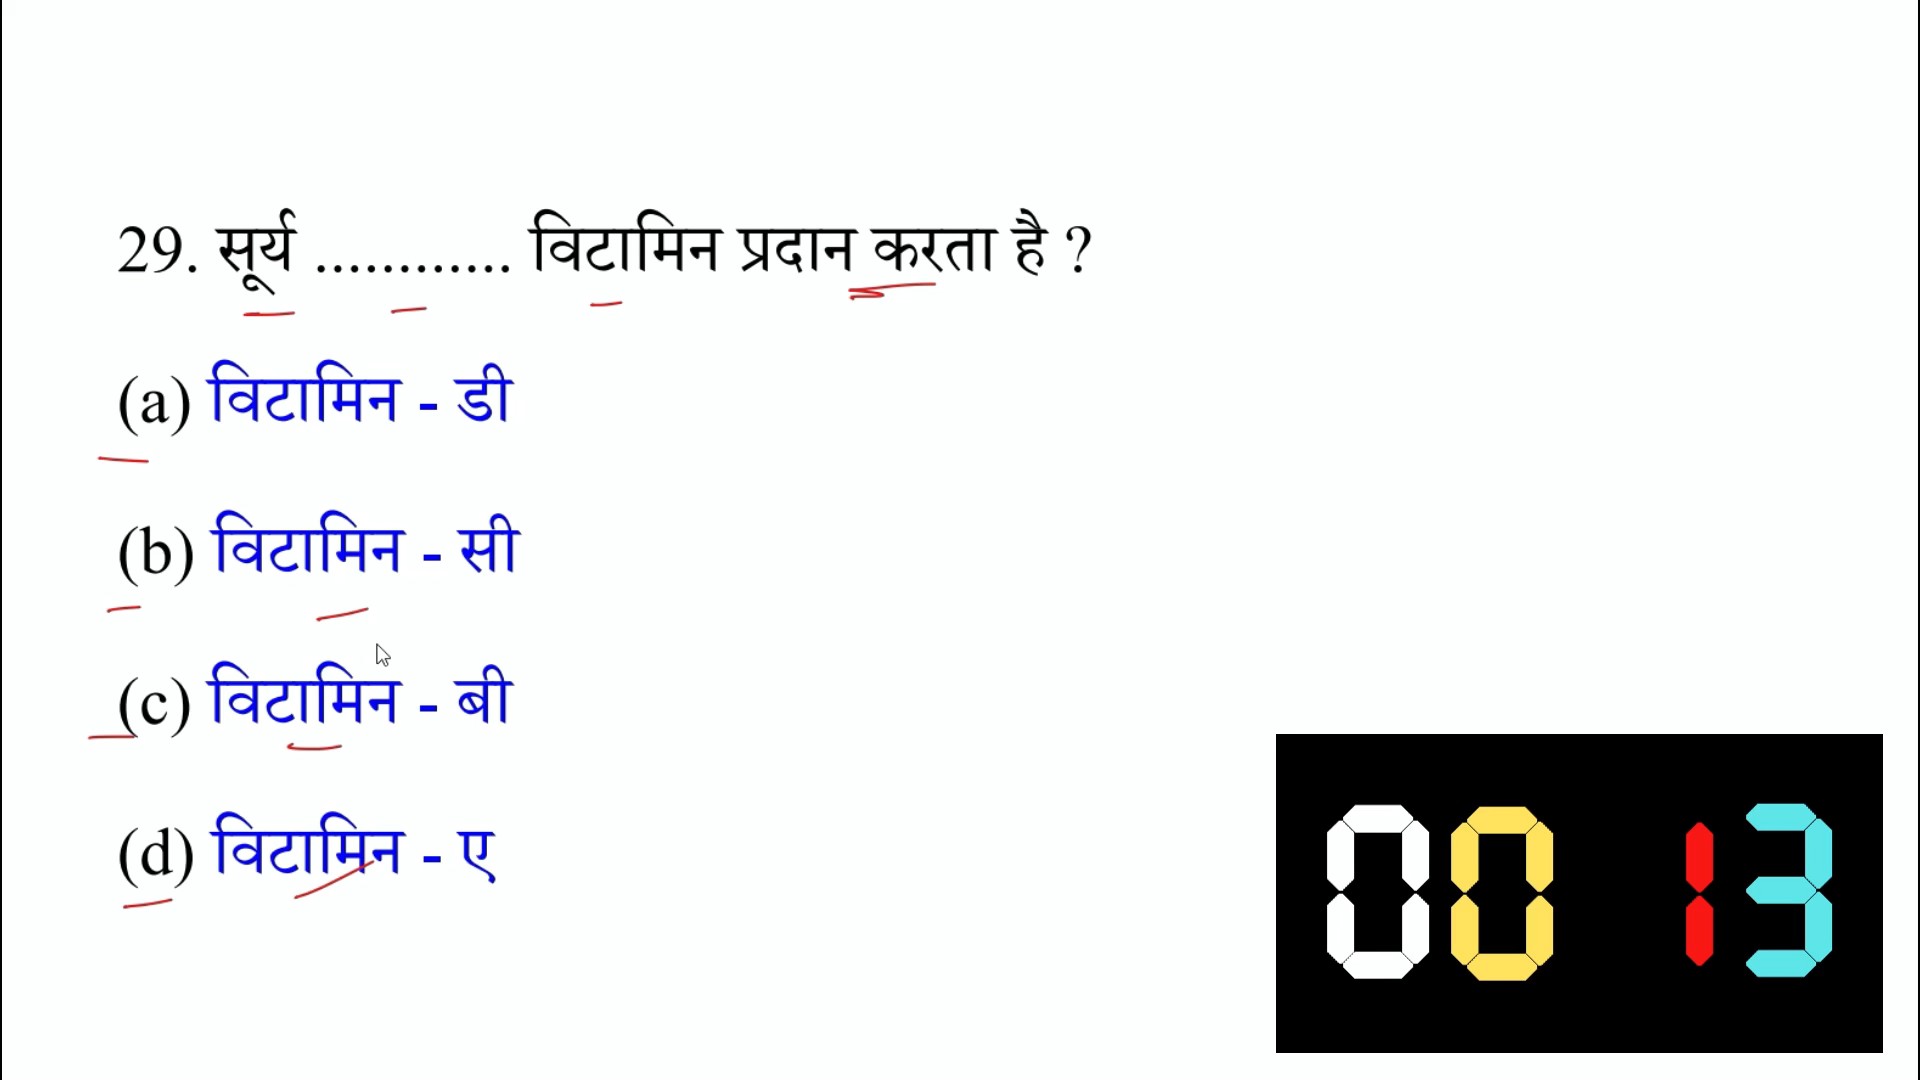 29. सूर्य ............ विटामिन प्रदान करता है ?
(a) विटामिन - डी
(b) विटामिन - सी
(c) विटामिन - बी
(d) विटामिन - ए
00 13